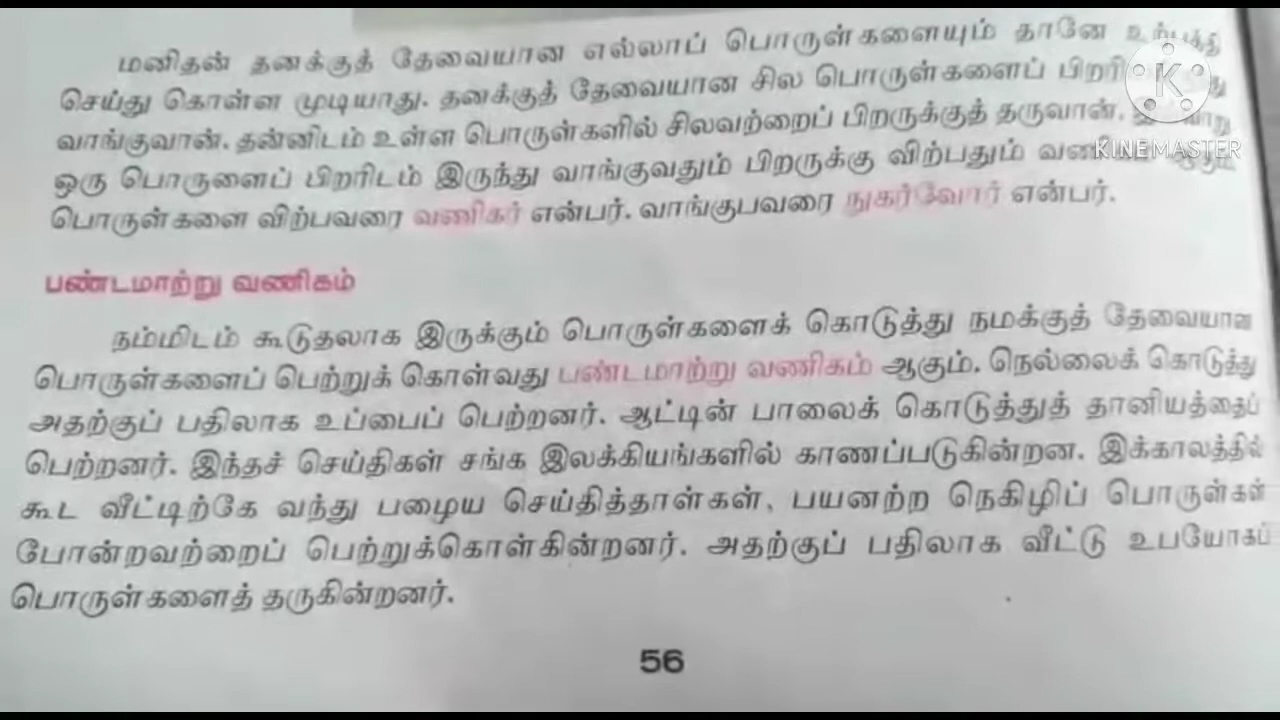 மனிதன் தனக்குத் தேவையான எல்லாப் பொருள்களையும் தானே
செய்து கொள்ள முடியாது. தனக்குத் தேவையான சில பொருள்களைப்
வாங்குவான். தன்னிடம் உள்ள பொருள்களில் சிலவற்றைப் பிறருக்குத் தருவான்.
ஒரு பொருளைப் பிறரிடம் இருந்து வாங்குவதும் பிறருக்கு விற்பதும்
பொருள்களை விற்பவரை வணிகர் என்பர். வாங்குபவரை நுகர்வோர் என்பர்.
KINEMASTER
பண்டமாற்று வணிகம்
நம்மிடம் கூடுதலாக இருக்கும் பொருள்களைக் கொடுத்து நமக்குத் தேவையான
பொருள்களைப் பெற்றுக் கொள்வது பண்டமாற்று வணிகம் ஆகும். நெல்லைக் கொடுத்து
அதற்குப் பதிலாக உப்பைப் பெற்றனர். ஆட்டின் பாலைக் கொடுத்துத் தானியத்தைப்
பெற்றனர். இந்தச் செய்திகள் சங்க இலக்கியங்களில் காணப்படுகின்றன. இக்காலத்தில்
கூட வீட்டிற்கே வந்து பழைய செய்தித்தாள்கள், பயனற்ற நெகிழிப் பொருள்கள்
போன்றவற்றைப் பெற்றுக்கொள்கின்றனர். அதற்குப் பதிலாக வீட்டு உபயோகப்
பொருள்களைத் தருகின்றனர்.
56